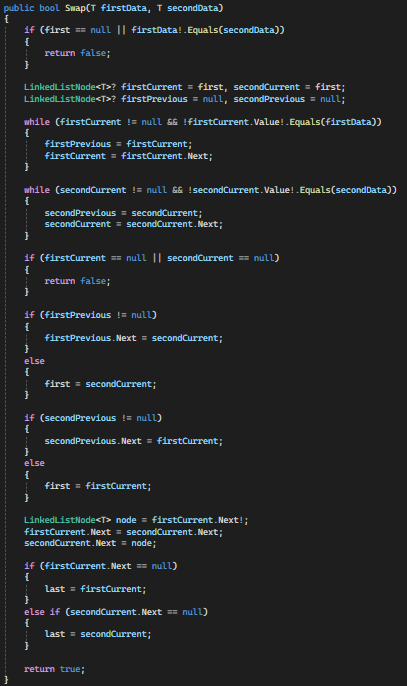 public bool Swap(T firstData, T secondData)
{
    if (first == null || firstData!.Equals(secondData))
    {
        return false;
    }

    LinkedListNode<T>? firstCurrent = first, secondCurrent = first;
    LinkedListNode<T>? firstPrevious = null, secondPrevious = null;

    while (firstCurrent != null && !firstCurrent.Value!.Equals(firstData))
    {
        firstPrevious = firstCurrent;
        firstCurrent = firstCurrent.Next;
    }

    while (secondCurrent != null && !secondCurrent.Value!.Equals(secondData))
    {
        secondPrevious = secondCurrent;
        secondCurrent = secondCurrent.Next;
    }

    if (firstCurrent == null || secondCurrent == null)
    {
        return false;
    }

    if (firstPrevious != null)
    {
        firstPrevious.Next = secondCurrent;
    }
    else
    {
        first = secondCurrent;
    }

    if (secondPrevious != null)
    {
        secondPrevious.Next = firstCurrent;
    }
    else
    {
        first = firstCurrent;
    }

    LinkedListNode<T> node = firstCurrent.Next!;
    firstCurrent.Next = secondCurrent.Next;
    secondCurrent.Next = node;

    if (firstCurrent.Next == null)
    {
        last = firstCurrent;
    }
    else if (secondCurrent.Next == null)
    {
        last = secondCurrent;
    }

    return true;
}